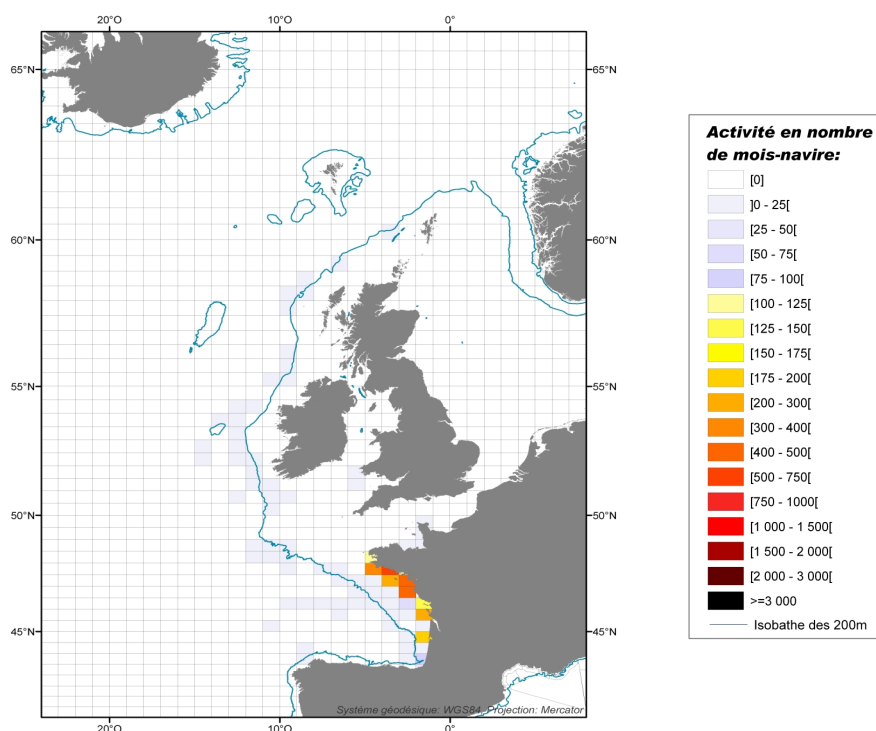 20°O 10°O 0°
65°N 65°N
60°N 60°N
55°N 55°N
50°N 50°N
45°N 45°N
Système géodésique: WGS84, Projection: Mercator
20°O 10°O 0°
Activité en nombre
de mois-navire:
[0]
]0 - 25[
[25 - 50[
[50 - 75[
[75 - 100[
[100 - 125[
[125 - 150[
[150 - 175[
[175 - 200[
[200 - 300[
[300 - 400[
[400 - 500[
[500 - 750[
[750 - 1000[
[1 000 - 1 500[
[1 500 - 2 000[
[2 000 - 3 000[
>=3 000
Isobathe des 200m